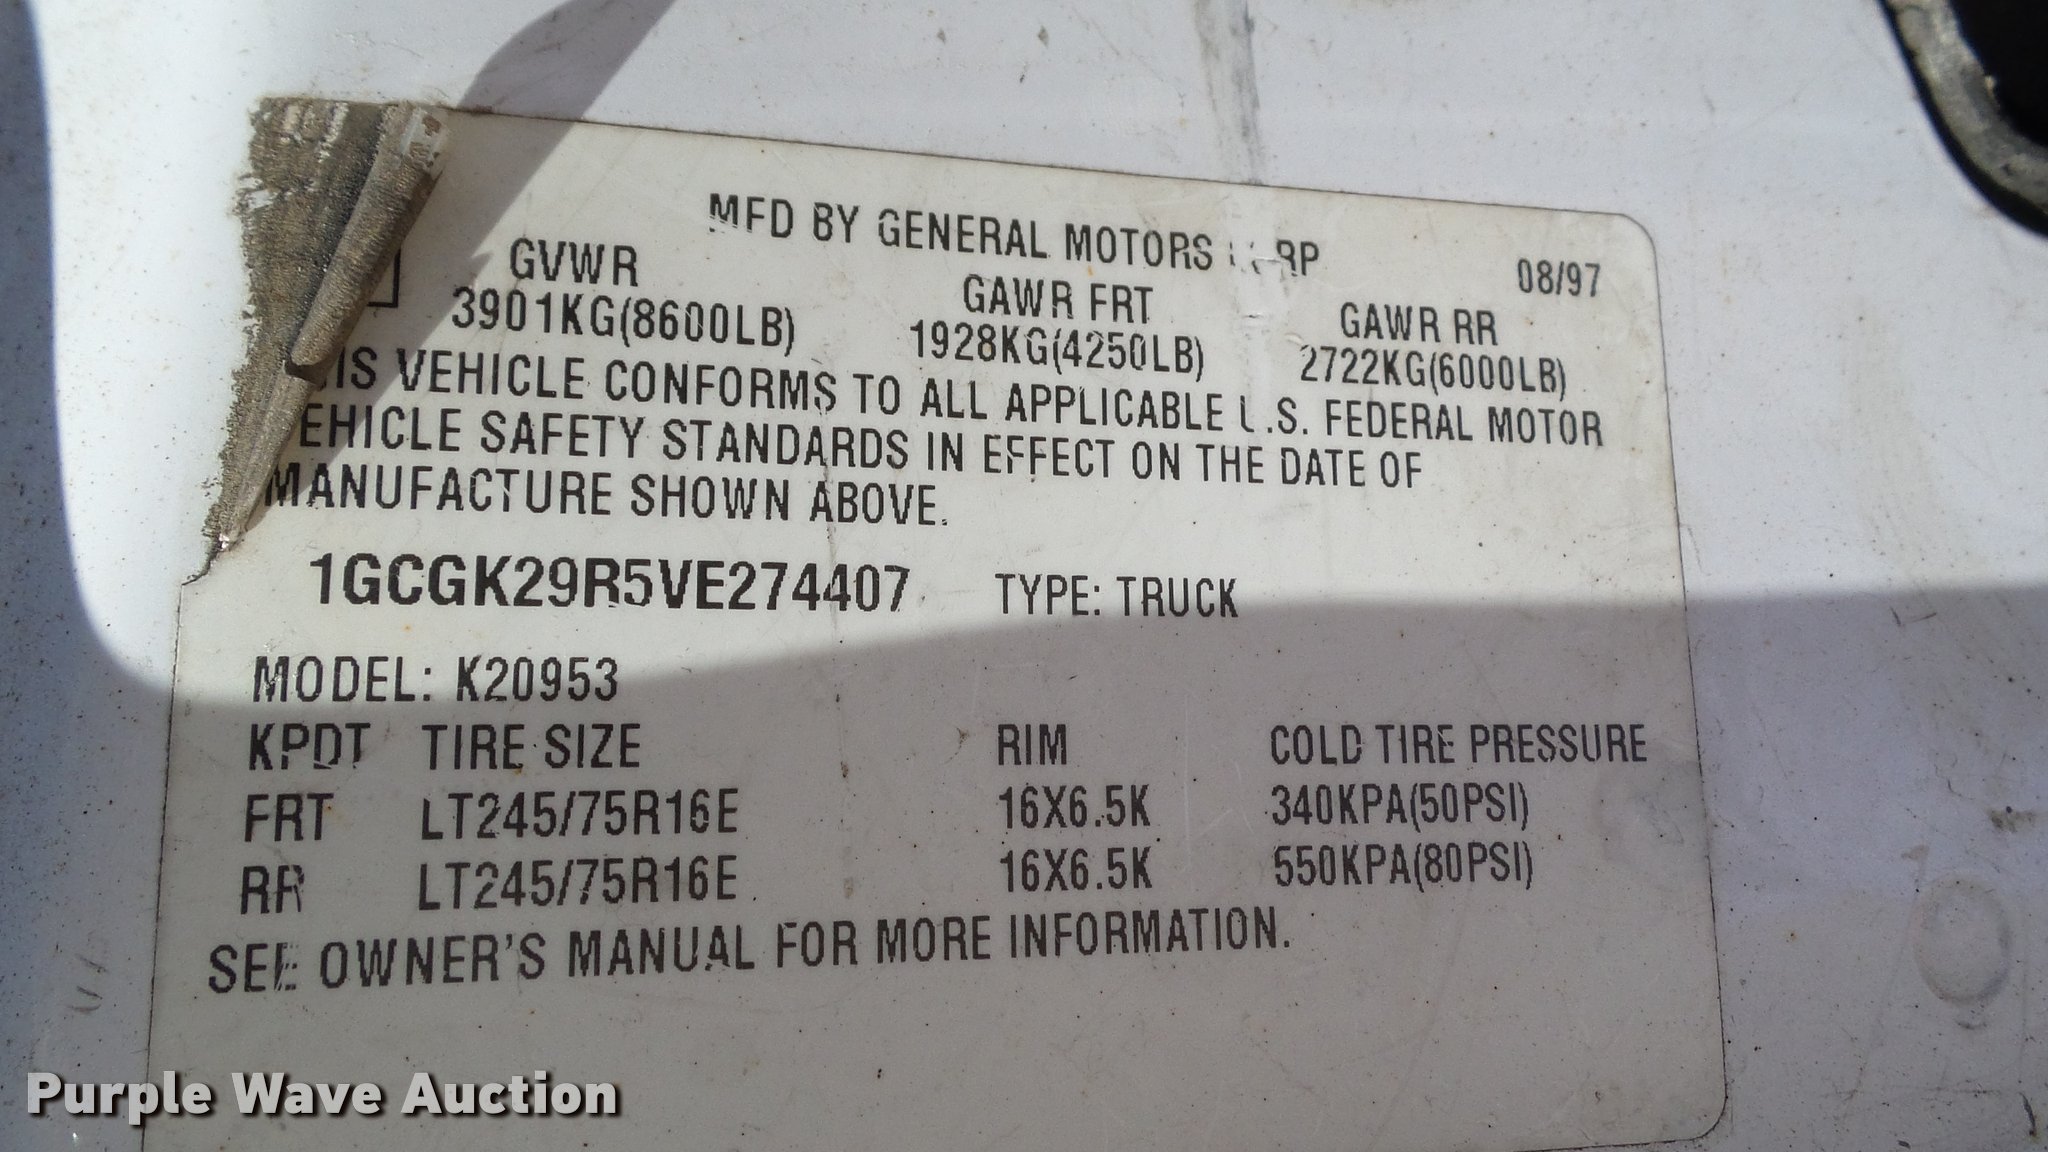 MFD BY GENERAL MOTORS CORP 08/97
GVWR GAWR FRT GAWR RR
3901KG(8600LB) 1928KG(4250LB) 2722KG(6000LB)
VEHICLE CONFORMS TO ALL APPLICABLE U.S. FEDERAL MOTOR
VEHICLE SAFETY STANDARDS IN EFFECT ON THE DATE OF
MANUFACTURE SHOWN ABOVE.
1GCGK29R5VE274407 TYPE: TRUCK
MODEL: K20953
KPDT TIRE SIZE RIM COLD TIRE PRESSURE
FRT LT245/75R16E 16X6.5K 340KPA(50PSI)
RR LT245/75R16E 16X6.5K 550KPA(80PSI)
SEE OWNER'S MANUAL FOR MORE INFORMATION.
Purple Wave Auction